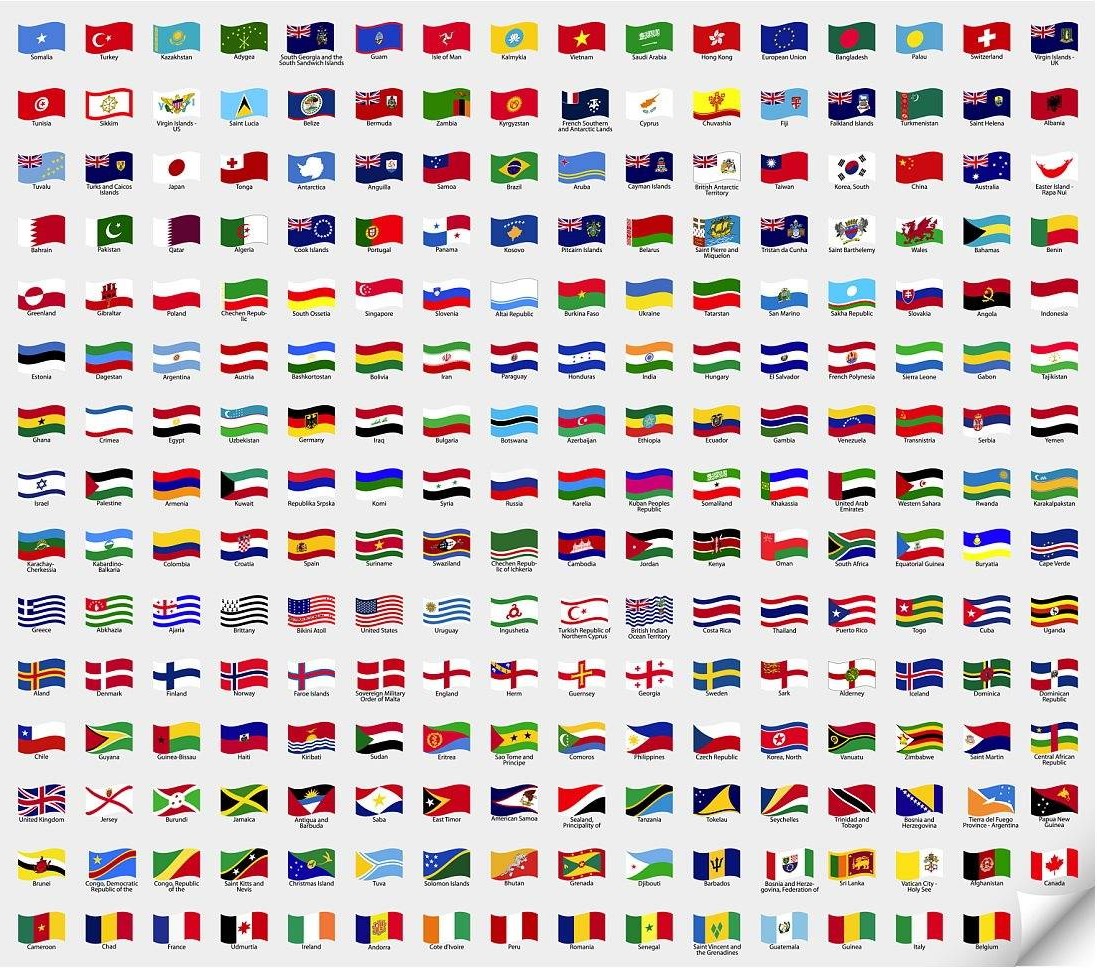 Somalia
Turkey
Kazakhstan
Adygea
South Georgia and the
South Sandwich Islands
Guam
Isle of Man
Kalmykia
Vietnam
Saudi Arabia
Hong Kong
European Union
Bangladesh
Palau
Switzerland
Virgin Islands -
UK
Tunisia
Sikkim
Virgin Islands -
US
Saint Lucia
Belize
Bermuda
Zambia
Kyrgyzstan
French Southern
and Antarctic Lands
Cyprus
Chuvashia
Fiji
Falkland Islands
Turkmenistan
Saint Helena
Albania
Tuvalu
Turks and Caicos
Islands
Japan
Tonga
Antarctica
Anguilla
Samoa
Brazil
Aruba
Cayman Islands
British Antarctic
Territory
Taiwan
Korea, South
China
Australia
Easter Island -
Rapa Nui
Bahrain
Pakistan
Qatar
Algeria
Cook Islands
Portugal
Panama
Kosovo
Pitcairn Islands
Belarus
Saint Pierre and
Miquelon
Tristan da Cunha
Saint Barthelemy
Wales
Bahamas
Benin
Greenland
Gibraltar
Poland
Chechen Repub-
lic
South Ossetia
Singapore
Slovenia
Altai Republic
Burkina Faso
Ukraine
Tatarstan
San Marino
Sakha Republic
Slovakia
Angola
Indonesia
Estonia
Dagestan
Argentina
Austria
Bashkortostan
Bolivia
Iran
Paraguay
Honduras
India
Hungary
El Salvador
French Polynesia
Sierra Leone
Gabon
Tajikistan
Ghana
Crimea
Egypt
Uzbekistan
Germany
Iraq
Bulgaria
Botswana
Azerbaijan
Ethiopia
Ecuador
Gambia
Venezuela
Transnistria
Serbia
Yemen
Israel
Palestine
Armenia
Kuwait
Republika Srpska
Komi
Syria
Russia
Karelia
Kuban Peoples
Republic
Somaliland
Khakassia
United Arab
Emirates
Western Sahara
Rwanda
Karakalpakstan
Karachay-
Cherkessia
Kabardino-
Balkaria
Colombia
Croatia
Spain
Suriname
Swaziland
Chechen Repub-
lic of Ichkeria
Cambodia
Jordan
Kenya
Oman
South Africa
Equatorial Guinea
Buryatia
Cape Verde
Greece
Abkhazia
Ajaria
Brittany
Bikini Atoll
United States
Uruguay
Ingushetia
Turkish Republic of
Northern Cyprus
British Indian
Ocean Territory
Costa Rica
Thailand
Puerto Rico
Togo
Cuba
Uganda
Aland
Denmark
Finland
Norway
Faroe Islands
Sovereign Military
Order of Malta
England
Herm
Guernsey
Georgia
Sweden
Sark
Alderney
Iceland
Dominica
Dominican
Republic
Chile
Guyana
Guinea-Bissau
Haiti
Kiribati
Sudan
Eritrea
Sao Tome and
Principe
Comoros
Philippines
Czech Republic
Korea, North
Vanuatu
Zimbabwe
Saint Martin
Central African
Republic
United Kingdom
Jersey
Burundi
Jamaica
Antigua and
Barbuda
Saba
East Timor
American Samoa
Sealand,
Principality of
Tanzania
Tokelau
Seychelles
Trinidad and
Tobago
Bosnia and
Herzegovina
Tierra del Fuego
Province - Argentina
Papua New
Guinea
Brunei
Congo, Democratic
Republic of the
Congo, Republic
of the
Saint Kitts and
Nevis
Christmas Island
Tuva
Solomon Islands
Bhutan
Grenada
Djibouti
Barbados
Bosnia and Herze-
govina, Federation of
Sri Lanka
Vatican City -
Holy See
Afghanistan
Canada
Cameroon
Chad
France
Udmurtia
Ireland
Andorra
Cote d'Ivoire
Peru
Romania
Senegal
Saint Vincent and
the Grenadines
Guatemala
Guinea
Italy
Belgium